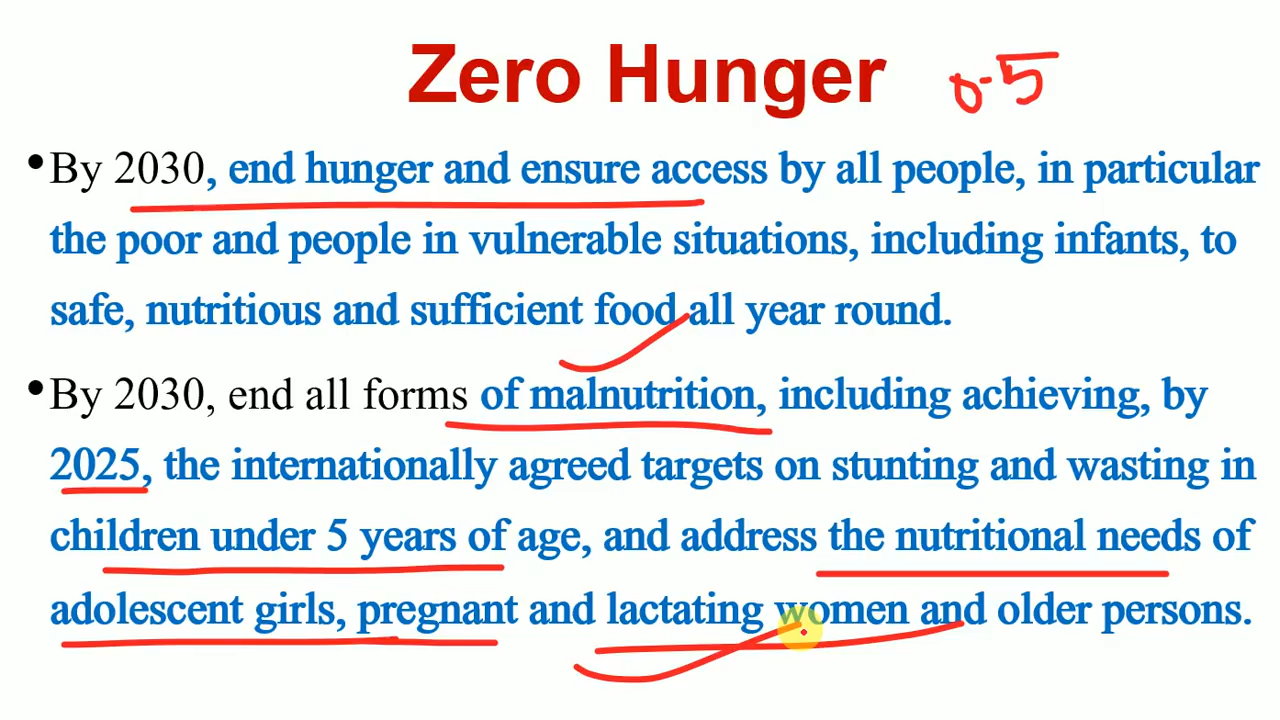 Zero Hunger 0-5
•By 2030, end hunger and ensure access by all people, in particular
the poor and people in vulnerable situations, including infants, to
safe, nutritious and sufficient food all year round.
•By 2030, end all forms of malnutrition, including achieving, by
2025, the internationally agreed targets on stunting and wasting in
children under 5 years of age, and address the nutritional needs of
adolescent girls, pregnant and lactating women and older persons.